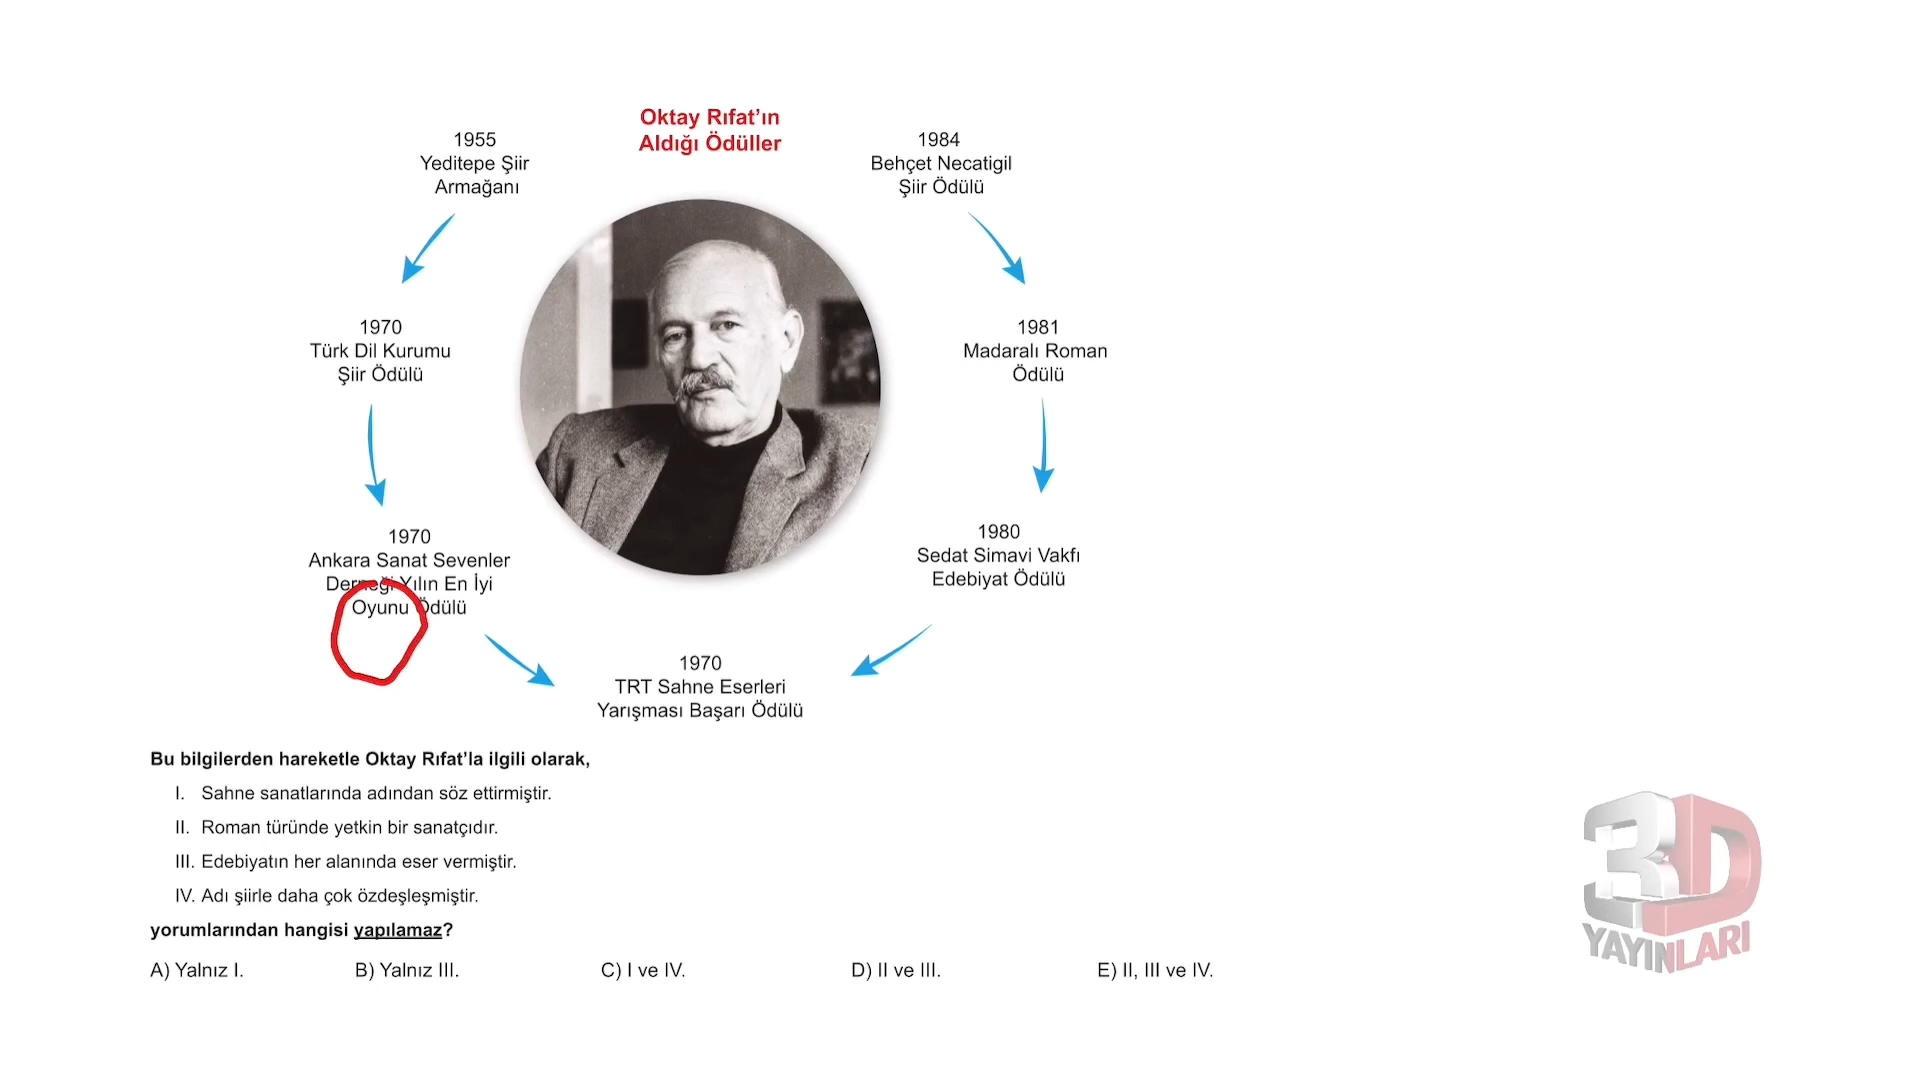 Oktay Rıfat’ın
Aldığı Ödüller
1955
Yeditepe Şiir
Armağanı
1984
Behçet Necatigil
Şiir Ödülü
1970
Türk Dil Kurumu
Şiir Ödülü
1981
Madaralı Roman
Ödülü
1970
Ankara Sanat Sevenler
Derneği Yılın En İyi
Oyunu Ödülü
1980
Sedat Simavi Vakfı
Edebiyat Ödülü
1970
TRT Sahne Eserleri
Yarışması Başarı Ödülü
Bu bilgilerden hareketle Oktay Rıfat’la ilgili olarak,
I. Sahne sanatlarında adından söz ettirmiştir.
II. Roman türünde yetkin bir sanatçıdır.
III. Edebiyatın her alanında eser vermiştir.
IV. Adı şiirle daha çok özdeşleşmiştir.
yorumlarından hangisi yapılamaz?
A) Yalnız I. B) Yalnız III. C) I ve IV. D) II ve III. E) II, III ve IV.
3D
YAYINLARI